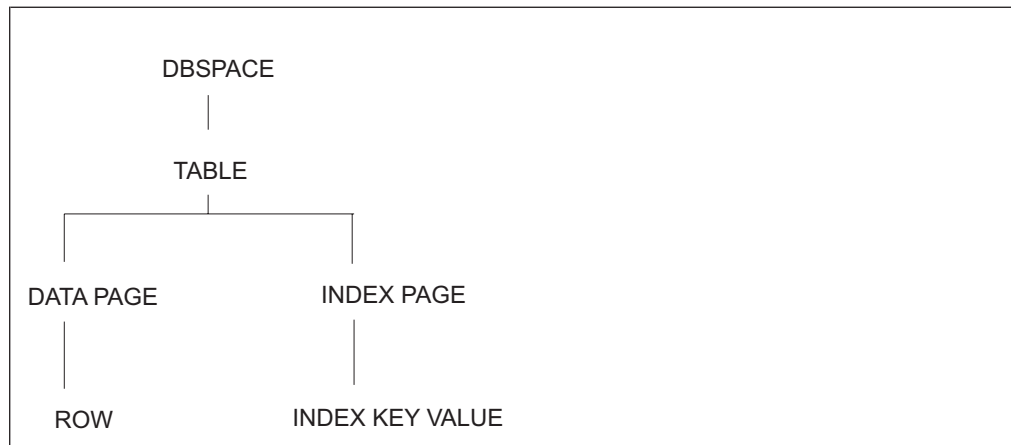 DBSPACE
TABLE
DATA PAGE
INDEX PAGE
ROW
INDEX KEY VALUE